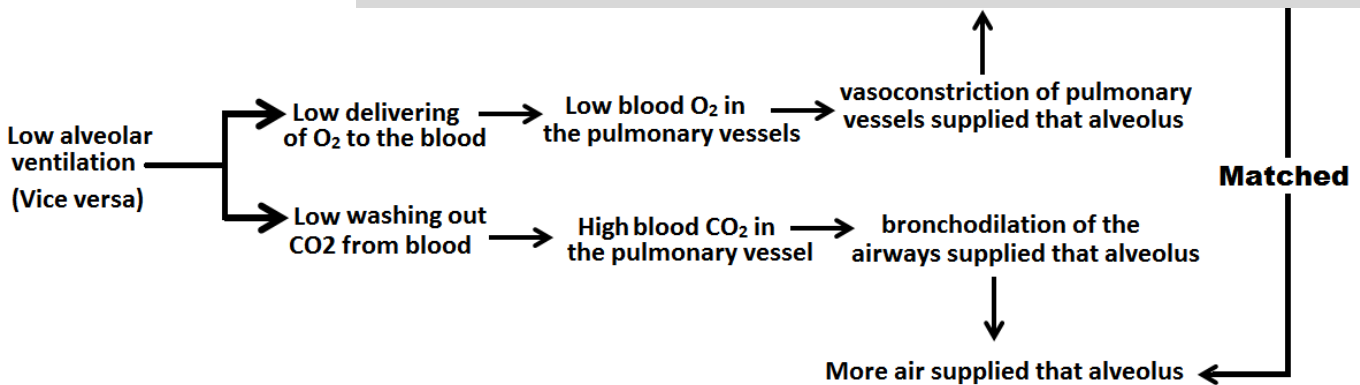 Low alveolar
ventilation
(Vice versa)
Low delivering
of O₂ to the blood
Low blood O₂ in
the pulmonary vessels
vasoconstriction of pulmonary
vessels supplied that alveolus
Matched
Low washing out
CO2 from blood
High blood CO₂ in
the pulmonary vessel
bronchodilation of the
airways supplied that alveolus
More air supplied that alveolus